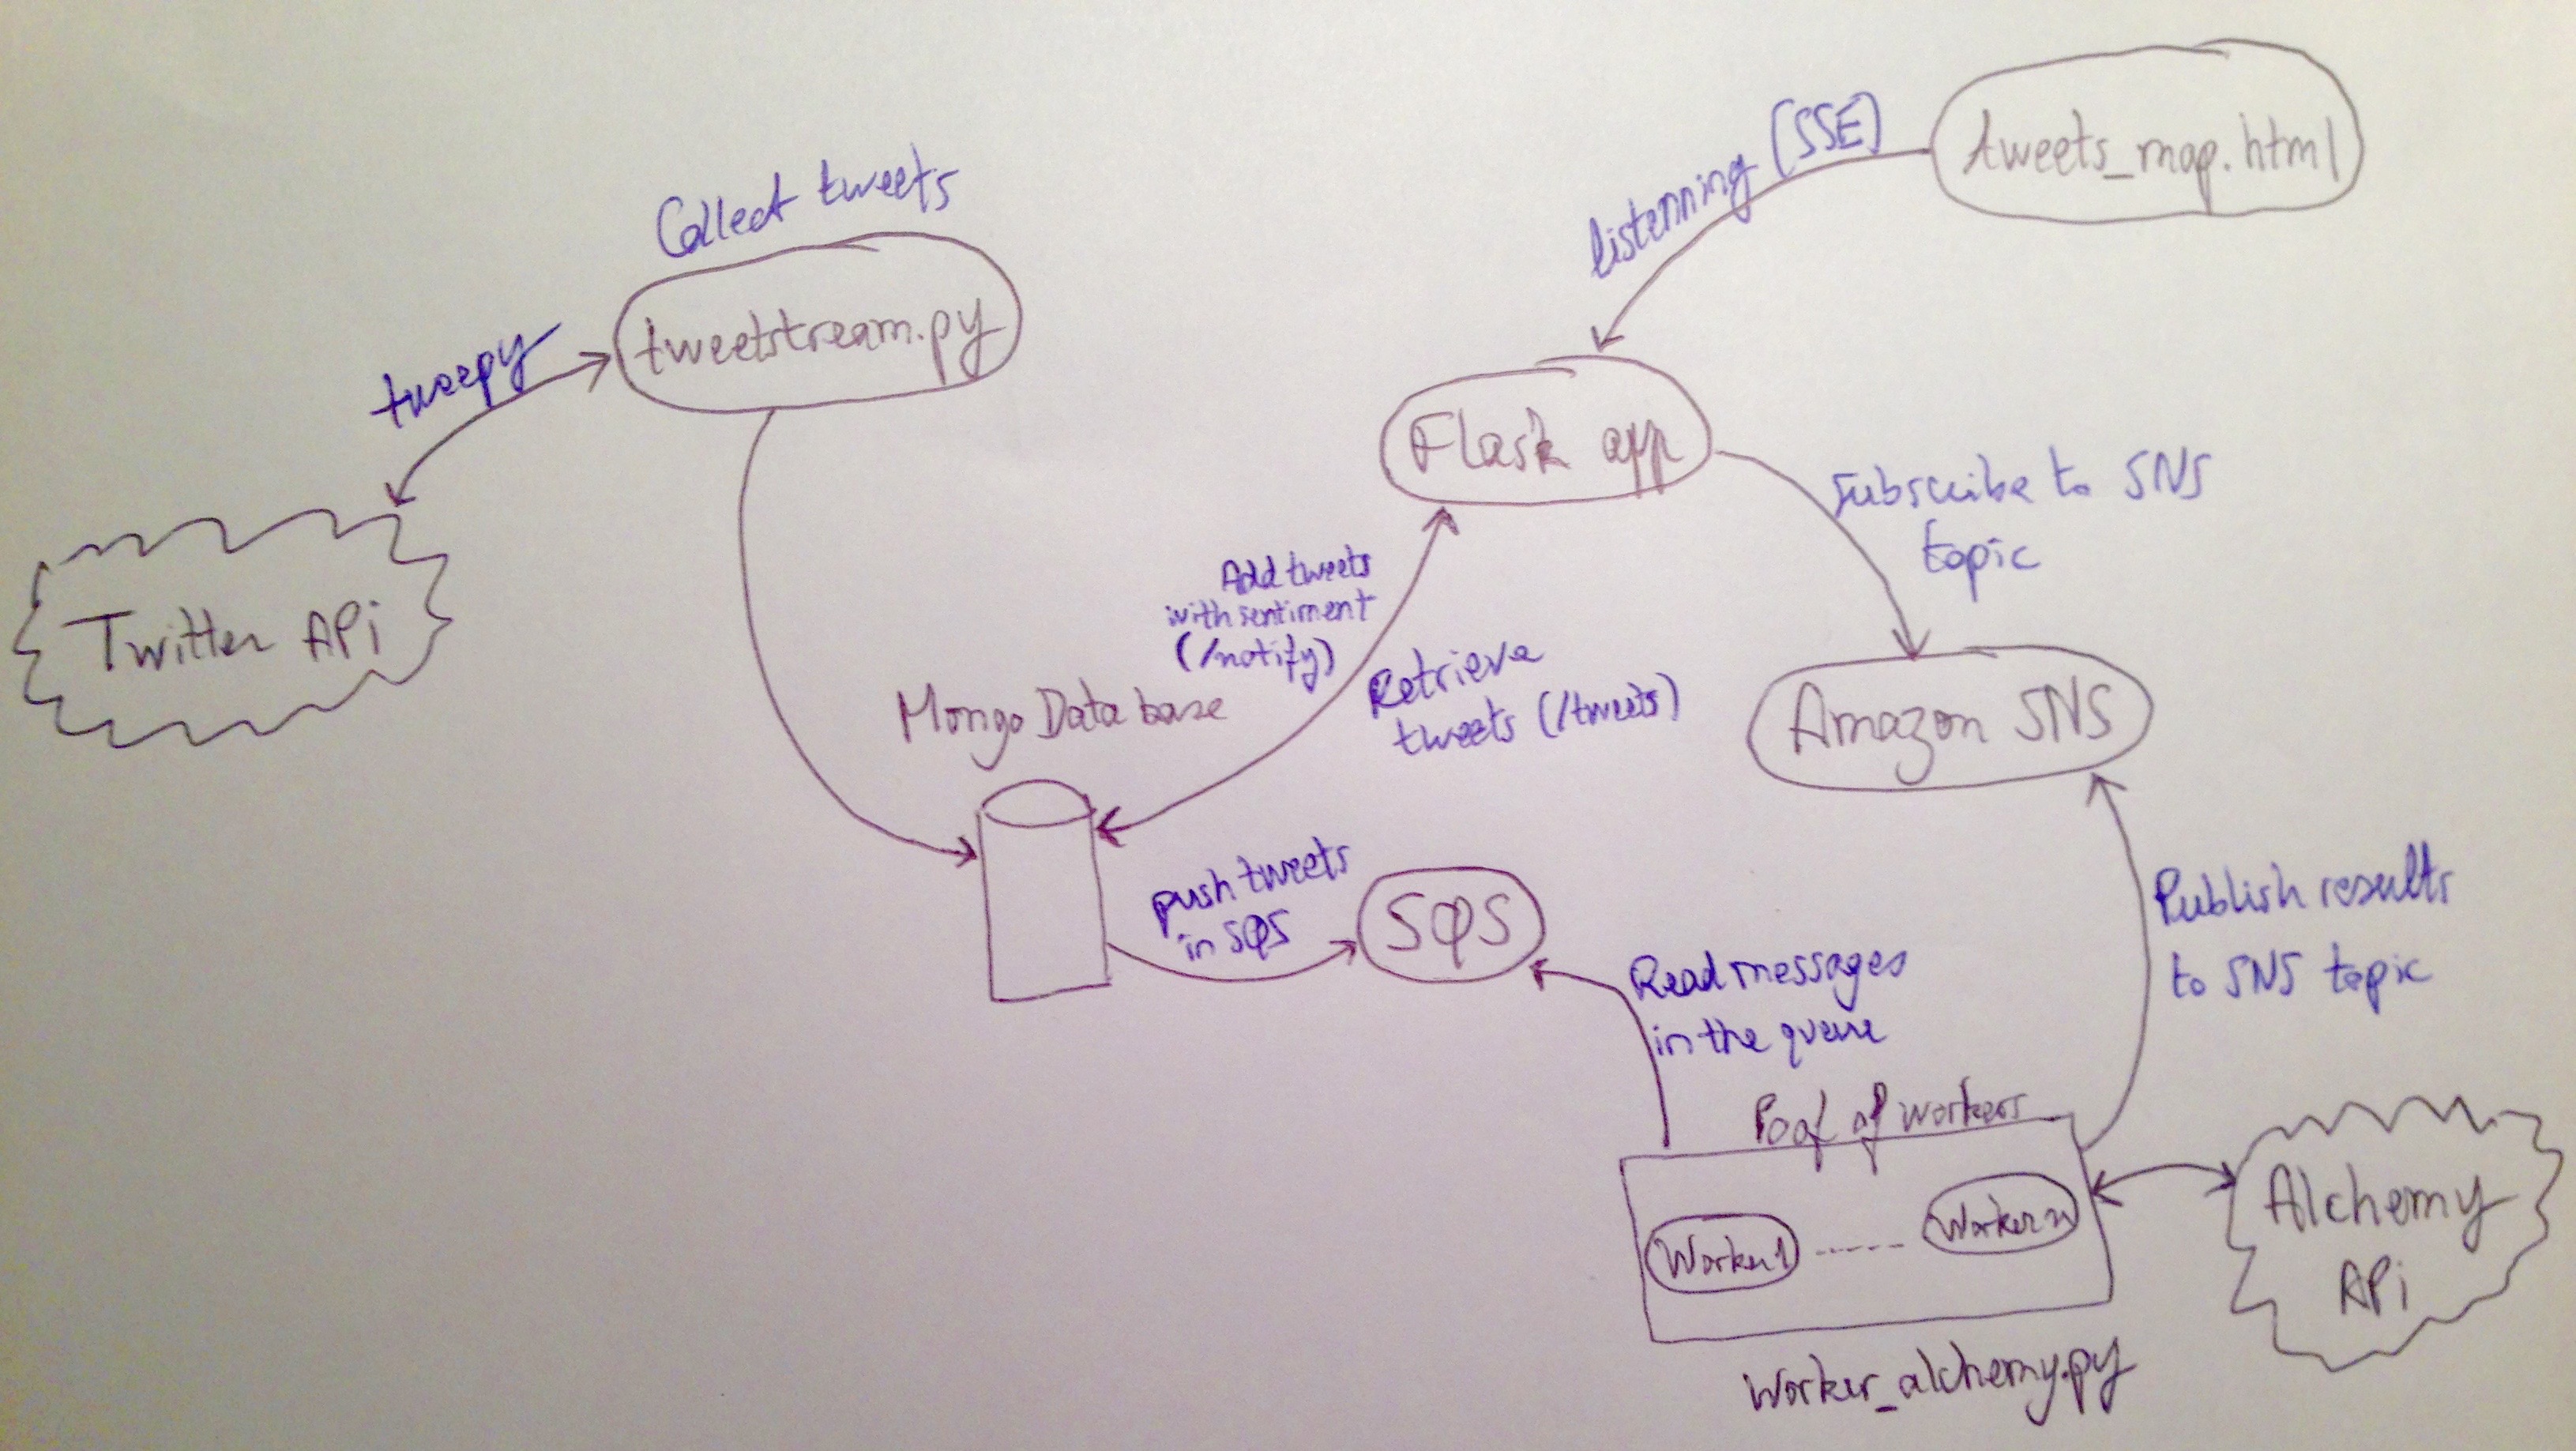 tweets_map.html
listenning (SSE)
Collect tweets
tweetstream.py
tweepy
Flask app
Subscribe to SNS
topic
Twitter APi
Add tweets
with sentiment
(/notify)
Retrieve
tweets (/tweets)
Mongo Database
Amazon SNS
push tweets
in SQS
SQS
Publish results
to SNS topic
Read messages
in the queue
Pool of workers
Worker1 ------ Worker n
Alchemy
APi
Worker_alchemy.py